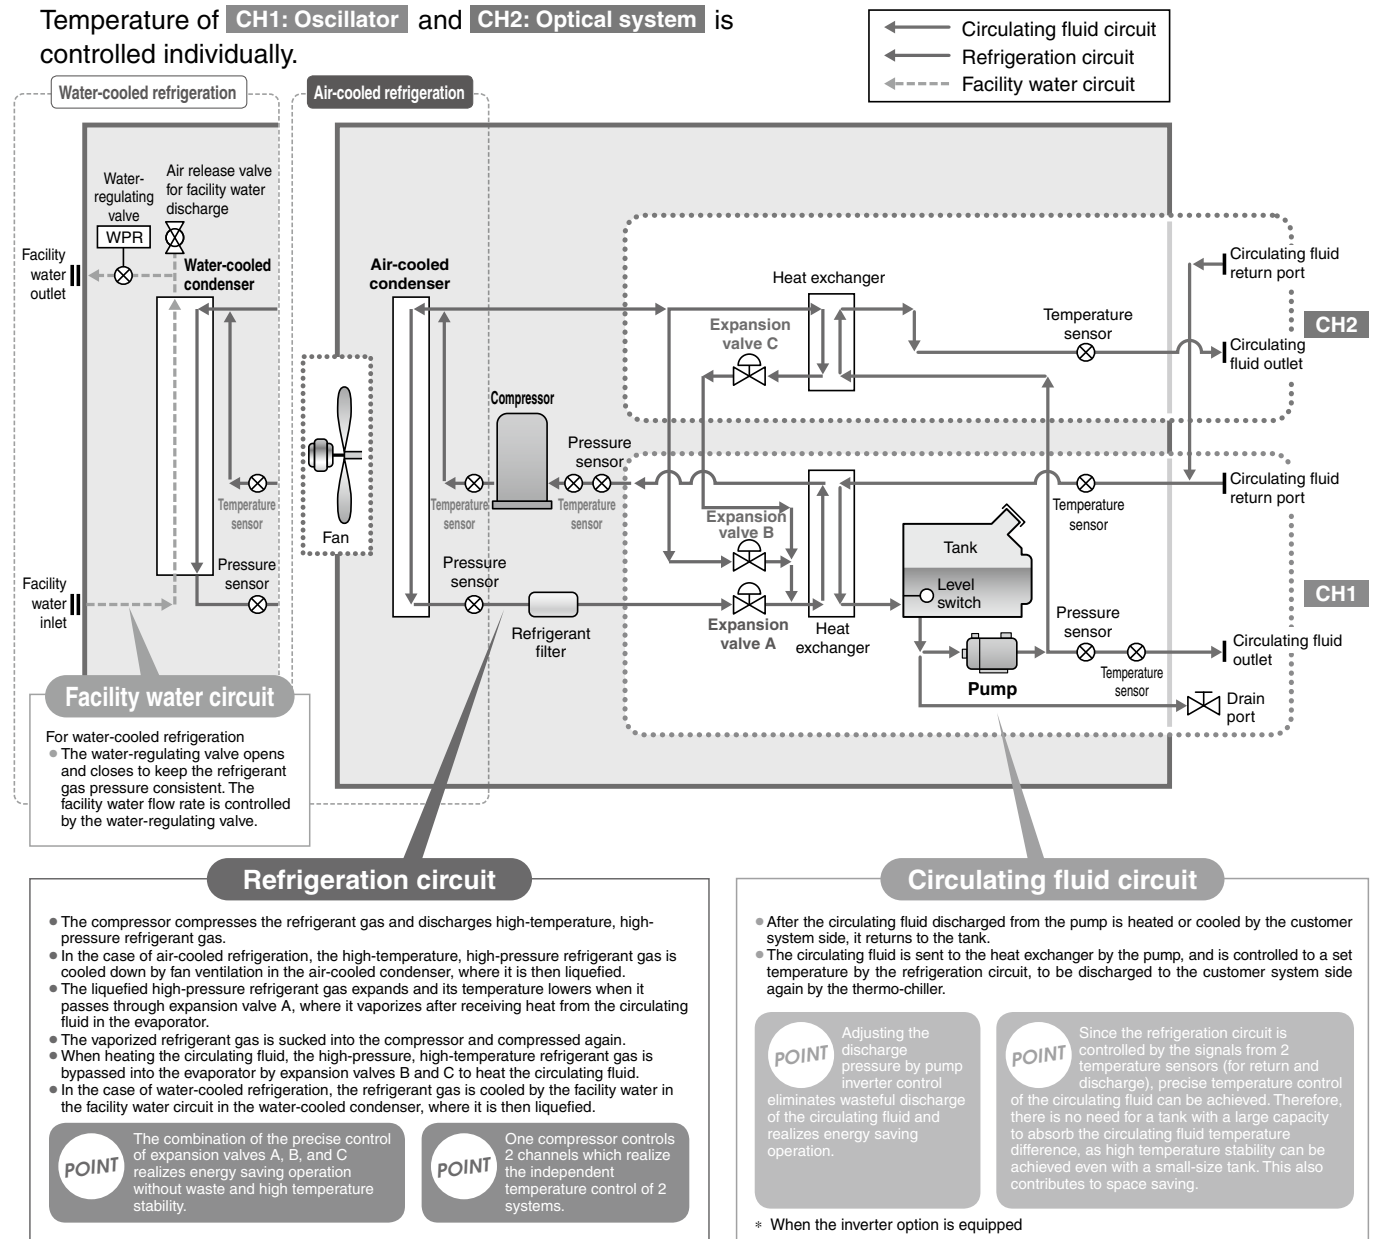 Temperature of CH1: Oscillator and CH2: Optical system is
controlled individually.
Circulating fluid circuit
Refrigeration circuit
Facility water circuit
Water-cooled refrigeration
Air-cooled refrigeration
Water-
regulating
valve
WPR
Air release valve
for facility water
discharge
Facility
water
outlet
Water-cooled
condenser
Temperature
sensor
Pressure
sensor
Facility
water
inlet
Fan
Air-cooled
condenser
Compressor
Pressure
sensor
Temperature
sensor
Temperature
sensor
Pressure
sensor
Refrigerant
filter
Heat exchanger
Expansion
valve C
Temperature
sensor
Circulating fluid
return port
CH2
Circulating
fluid outlet
Expansion
valve B
Expansion
valve A
Heat
exchanger
Tank
Level
switch
Pump
Temperature
sensor
Circulating fluid
return port
CH1
Pressure
sensor
Temperature
sensor
Circulating fluid
outlet
Drain
port
Facility water circuit
For water-cooled refrigeration
● The water-regulating valve opens
and closes to keep the refrigerant
gas pressure consistent. The
facility water flow rate is controlled
by the water-regulating valve.
Refrigeration circuit
● The compressor compresses the refrigerant gas and discharges high-temperature, high-
pressure refrigerant gas.
● In the case of air-cooled refrigeration, the high-temperature, high-pressure refrigerant gas is
cooled down by fan ventilation in the air-cooled condenser, where it is then liquefied.
● The liquefied high-pressure refrigerant gas expands and its temperature lowers when it
passes through expansion valve A, where it vaporizes after receiving heat from the circulating
fluid in the evaporator.
● The vaporized refrigerant gas is sucked into the compressor and compressed again.
● When heating the circulating fluid, the high-pressure, high-temperature refrigerant gas is
bypassed into the evaporator by expansion valves B and C to heat the circulating fluid.
● In the case of water-cooled refrigeration, the refrigerant gas is cooled by the facility water in
the facility water circuit in the water-cooled condenser, where it is then liquefied.
POINT
The combination of the precise control
of expansion valves A, B, and C
realizes energy saving operation
without waste and high temperature
stability.
POINT
One compressor controls
2 channels which realize
the independent
temperature control of 2
systems.
Circulating fluid circuit
● After the circulating fluid discharged from the pump is heated or cooled by the customer
system side, it returns to the tank.
● The circulating fluid is sent to the heat exchanger by the pump, and is controlled to a set
temperature by the refrigeration circuit, to be discharged to the customer system side
again by the thermo-chiller.
POINT
Adjusting the
discharge
pressure by pump
inverter control
eliminates wasteful discharge
of the circulating fluid and
realizes energy saving
operation.
POINT
Since the refrigeration circuit is
controlled by the signals from 2
temperature sensors (for return and
discharge), precise temperature control
of the circulating fluid can be achieved. Therefore,
there is no need for a tank with a large capacity
to absorb the circulating fluid temperature
difference, as high temperature stability can be
achieved even with a small-size tank. This also
contributes to space saving.
* When the inverter option is equipped